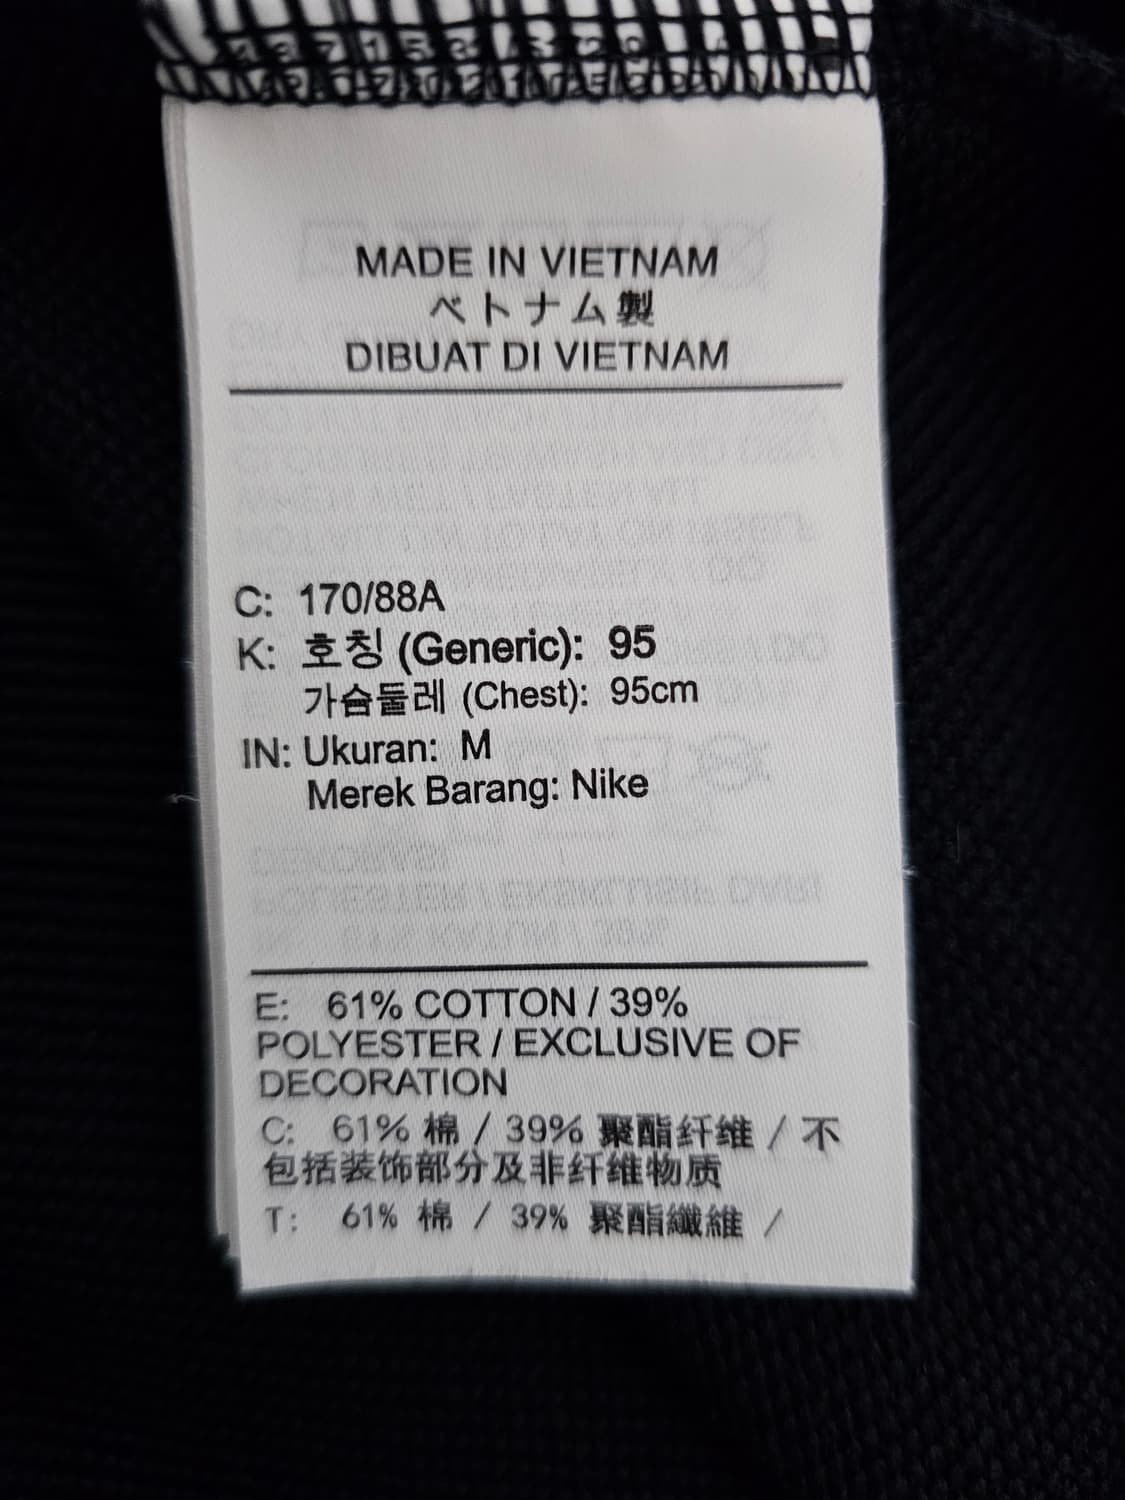 MADE IN VIETNAM
ベトナム製
DIBUAT DI VIETNAM
C: 170/88A
K: 호칭 (Generic): 95
가슴둘레 (Chest): 95cm
IN: Ukuran: M
Merek Barang: Nike
E: 61% COTTON / 39%
POLYESTER / EXCLUSIVE OF
DECORATION
C: 61% 棉 / 39% 聚酯纤维 / 不
包括装饰部分及非纤维物质
T: 61% 棉 / 39% 聚酯纖維 /